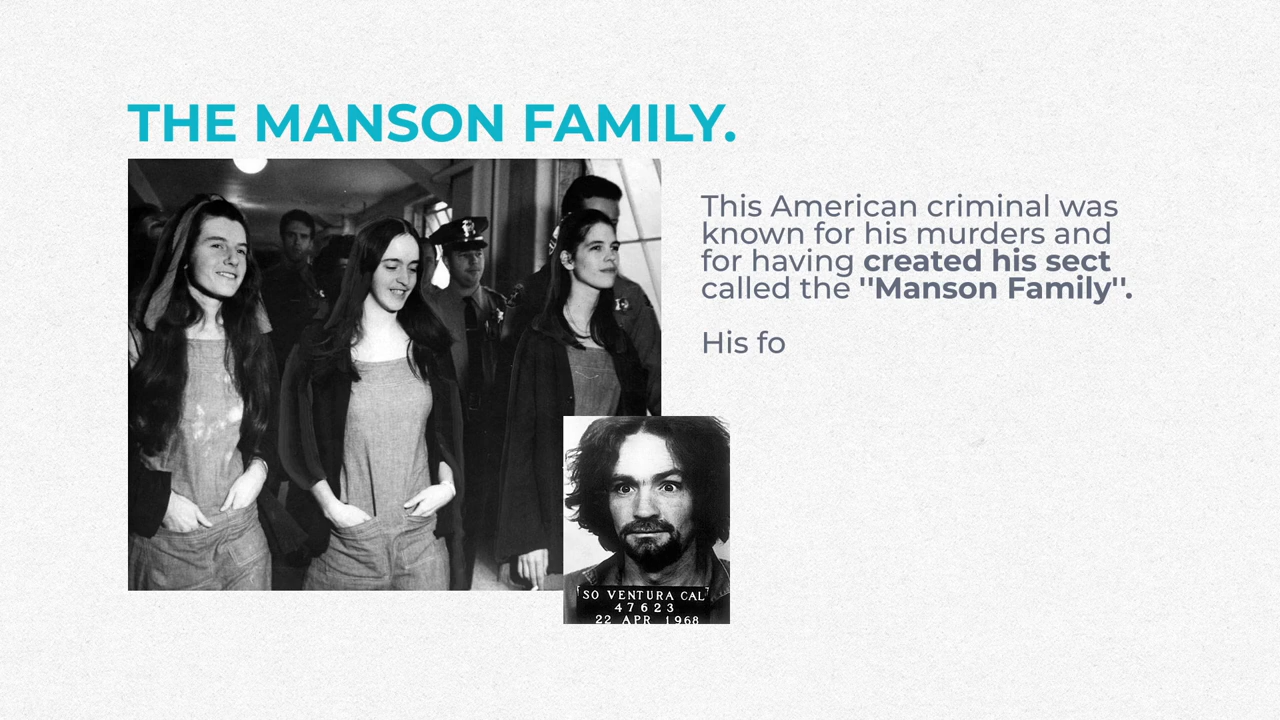 THE MANSON FAMILY.
This American criminal was
known for his murders and
for having created his sect
called the ''Manson Family''.
His fo
SO VENTURA CAL
47623
22 APR 1968